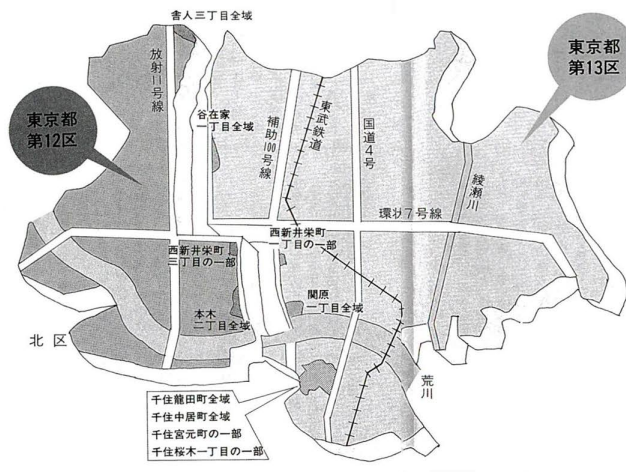 舎人三丁目全域
放射11号線
東京都
第12区
東京都
第13区
谷在家
一丁目全域
補助100号線
東武鉄道
国道4号
綾瀬川
環状7号線
西新井栄町
三丁目の一部
西新井栄町
一丁目の一部
本木
二丁目全域
関原
一丁目全域
北区
荒川
千住龍田町全域
千住中居町全域
千住宮元町の一部
千住桜木一丁目の一部